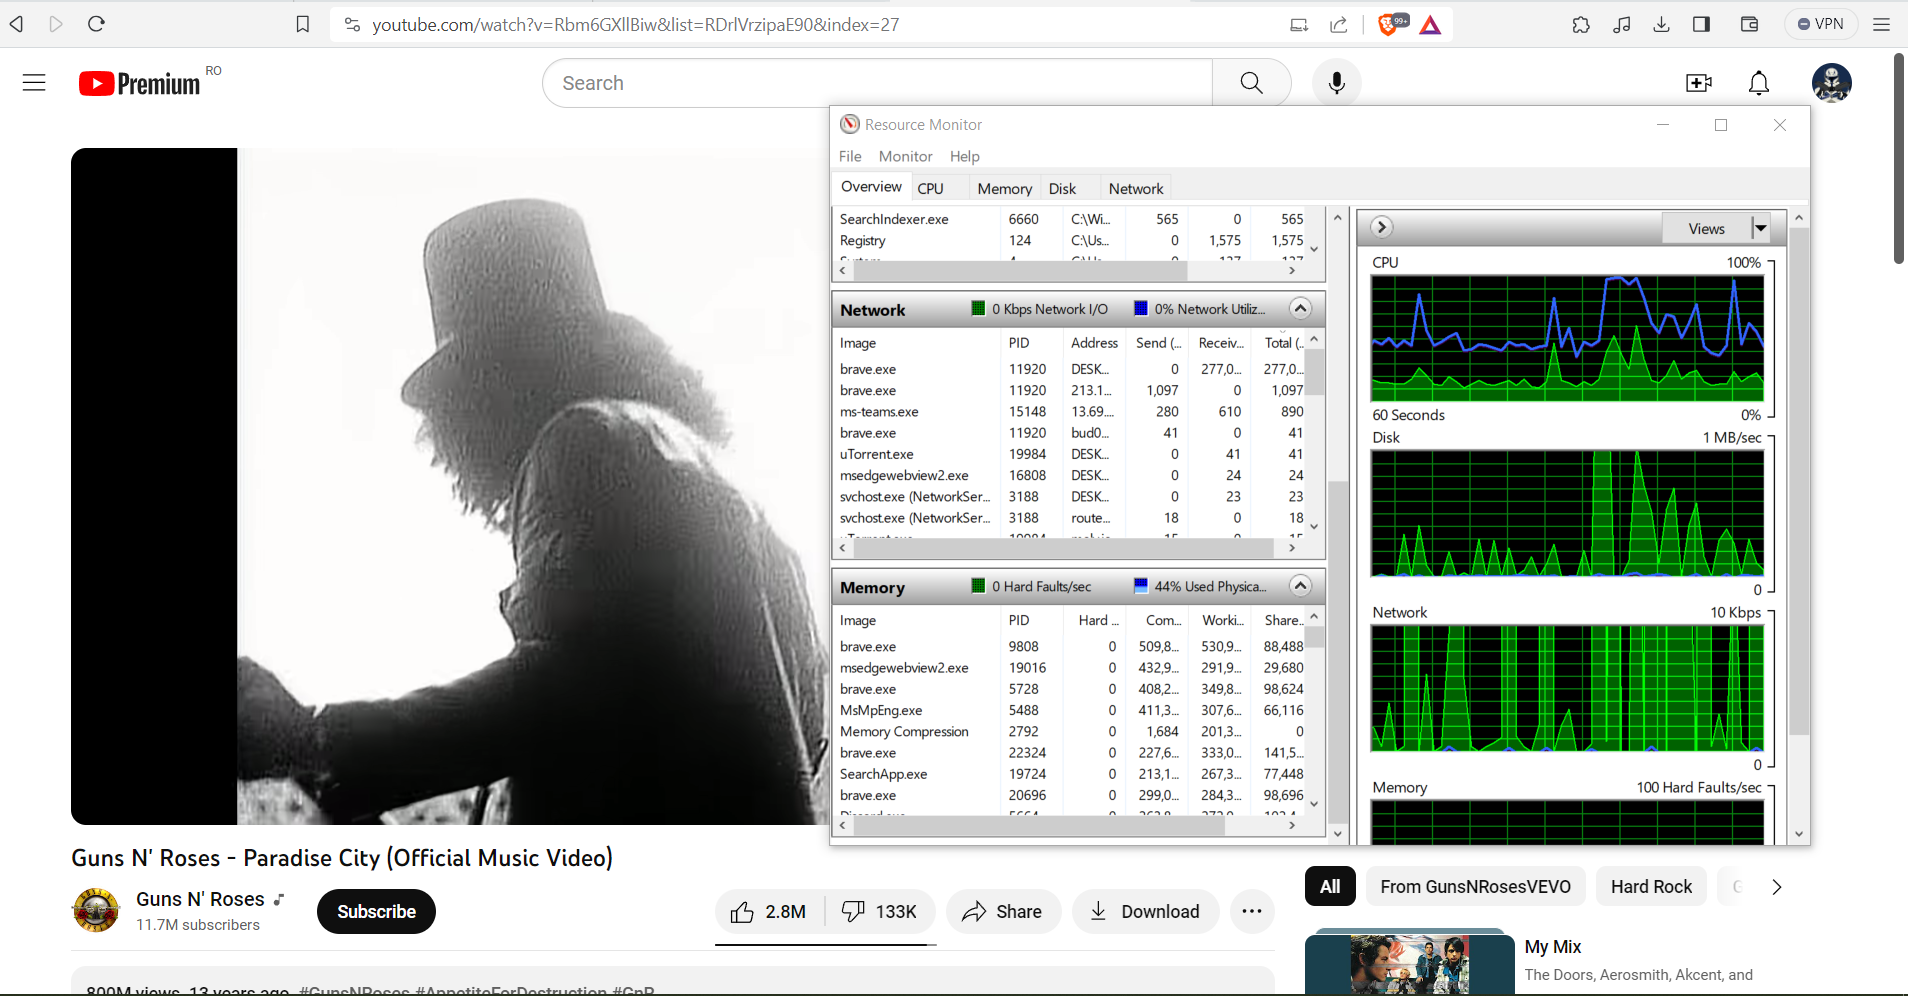 youtube.com/watch?v=Rbm6GXllBiw&list=RDrlVrzipaE90&index=27
99+
VPN
Premium RO
Search
Resource Monitor
File Monitor Help
Overview CPU Memory Disk Network
SearchIndexer.exe 6660 C:\Wi... 565 0 565
Registry 124 C:\Us... 0 1,575 1,575
Network 0 Kbps Network I/O 0% Network Utiliz...
Image PID Address Send (... Receiv... Total (..
brave.exe 11920 DESK... 0 277,0... 277,0...
brave.exe 11920 213.1... 1,097 0 1,097
ms-teams.exe 15148 13.69.... 280 610 890
brave.exe 11920 bud0... 41 0 41
uTorrent.exe 19984 DESK... 0 41 41
msedgewebview2.exe 16808 DESK... 0 24 24
svchost.exe (NetworkSer... 3188 DESK... 0 23 23
svchost.exe (NetworkSer... 3188 route... 18 0 18
Memory 0 Hard Faults/sec 44% Used Physica...
Image PID Hard ... Com... Worki... Share..
brave.exe 9808 0 509,8... 530,9... 88,488
msedgewebview2.exe 19016 0 432,9... 291,9... 29,680
brave.exe 5728 0 408,2... 349,8... 98,624
MsMpEng.exe 5488 0 411,3... 307,6... 66,116
Memory Compression 2792 0 1,684 201,3... 0
brave.exe 22324 0 227,6... 333,0... 141,5...
SearchApp.exe 19724 0 213,1... 267,3... 77,448
brave.exe 20696 0 299,0... 284,3... 98,696
Views
CPU 100%
60 Seconds 0%
Disk 1 MB/sec
0
Network 10 Kbps
0
Memory 100 Hard Faults/sec
Guns N' Roses - Paradise City (Official Music Video)
Guns N' Roses
11.7M subscribers
Subscribe
2.8M 133K Share Download
All From GunsNRosesVEVO Hard Rock
My Mix
The Doors, Aerosmith, Akcent, and
800M views 13 years ago #GunsNRoses #AppetiteForDestruction #GnR